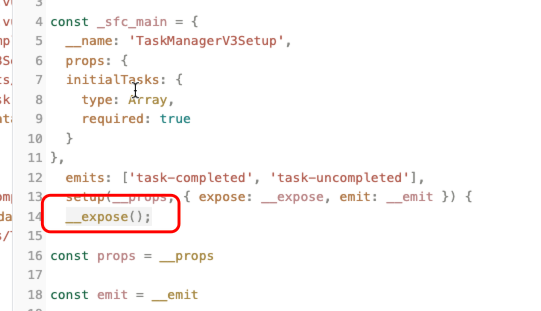 3
4 const _sfc_main = {
5 __name: 'TaskManagerV3Setup',
6 props: {
7 initialTasks: {
8 type: Array,
9 required: true
10 }
11 },
12 emits: ['task-completed', 'task-uncompleted'],
13 setup(__props, { expose: __expose, emit: __emit }) {
14 __expose();
15
16 const props = __props
17
18 const emit = __emit